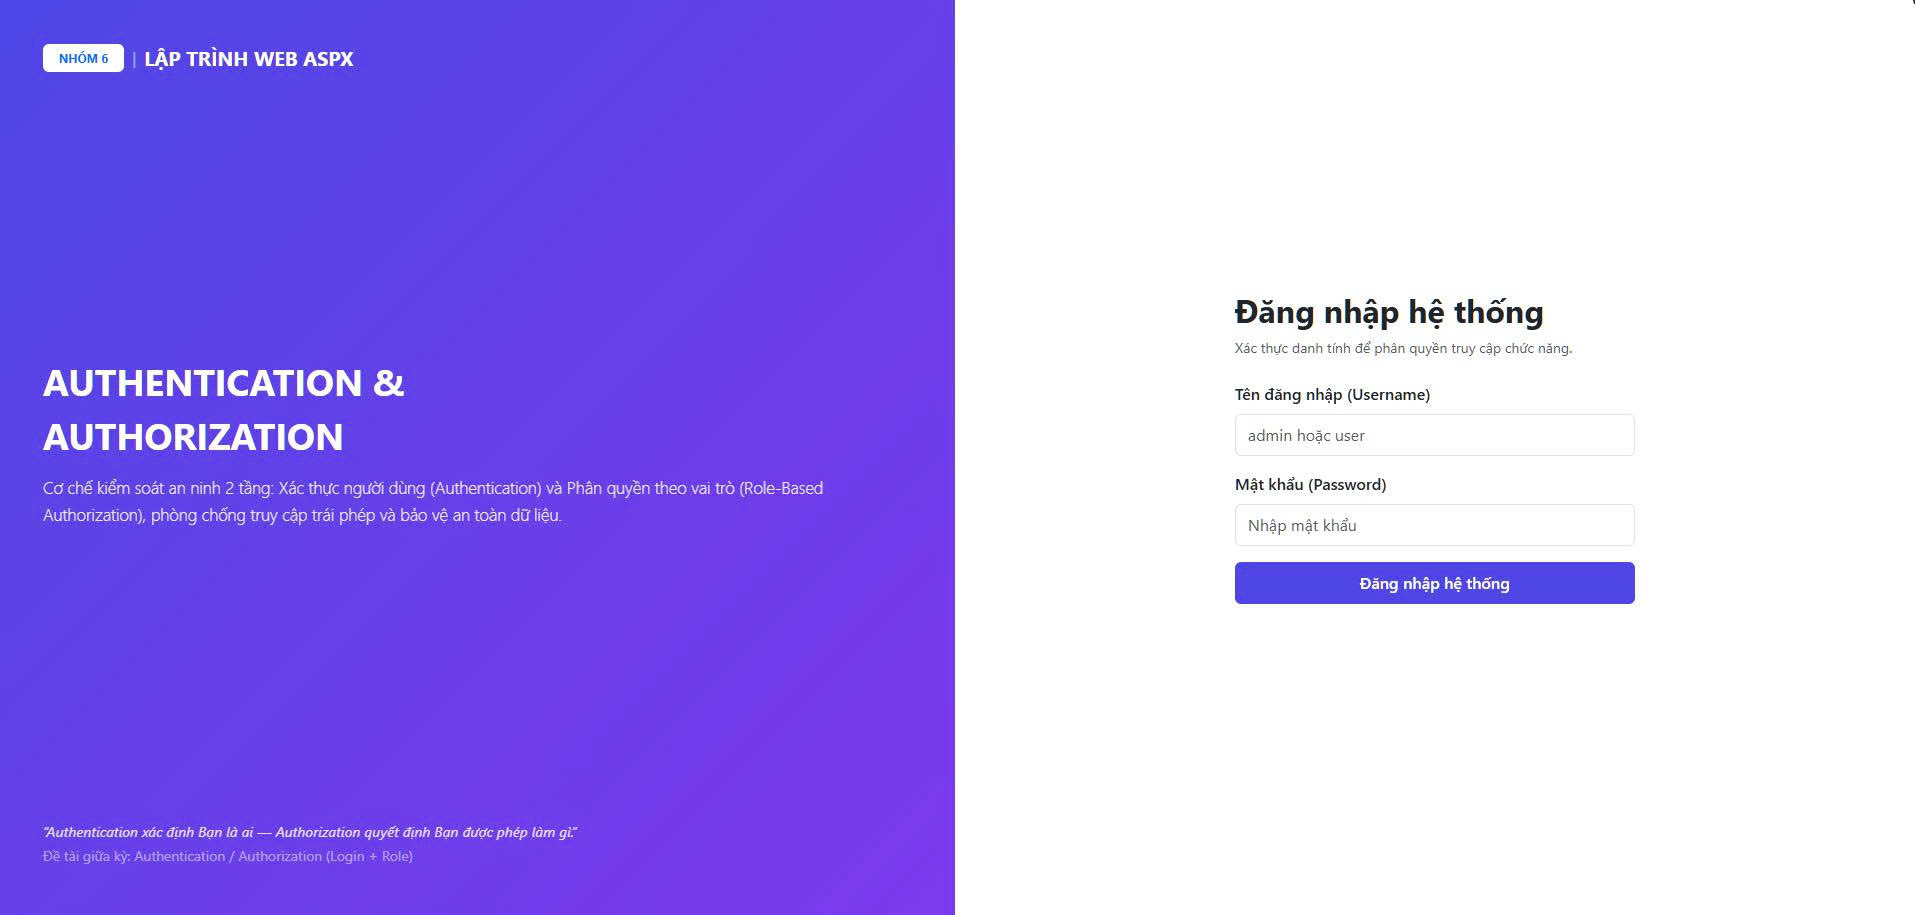 NHÓM 6 | LẬP TRÌNH WEB ASPX
AUTHENTICATION &
AUTHORIZATION
Cơ chế kiểm soát an ninh 2 tầng: Xác thực người dùng (Authentication) và Phân quyền theo vai trò (Role-Based
Authorization), phòng chống truy cập trái phép và bảo vệ an toàn dữ liệu.
"Authentication xác định Bạn là ai — Authorization quyết định Bạn được phép làm gì."
Đề tài giữa kỳ: Authentication / Authorization (Login + Role)
Đăng nhập hệ thống
Xác thực danh tính để phân quyền truy cập chức năng.
Tên đăng nhập (Username)
admin hoặc user
Mật khẩu (Password)
Nhập mật khẩu
Đăng nhập hệ thống